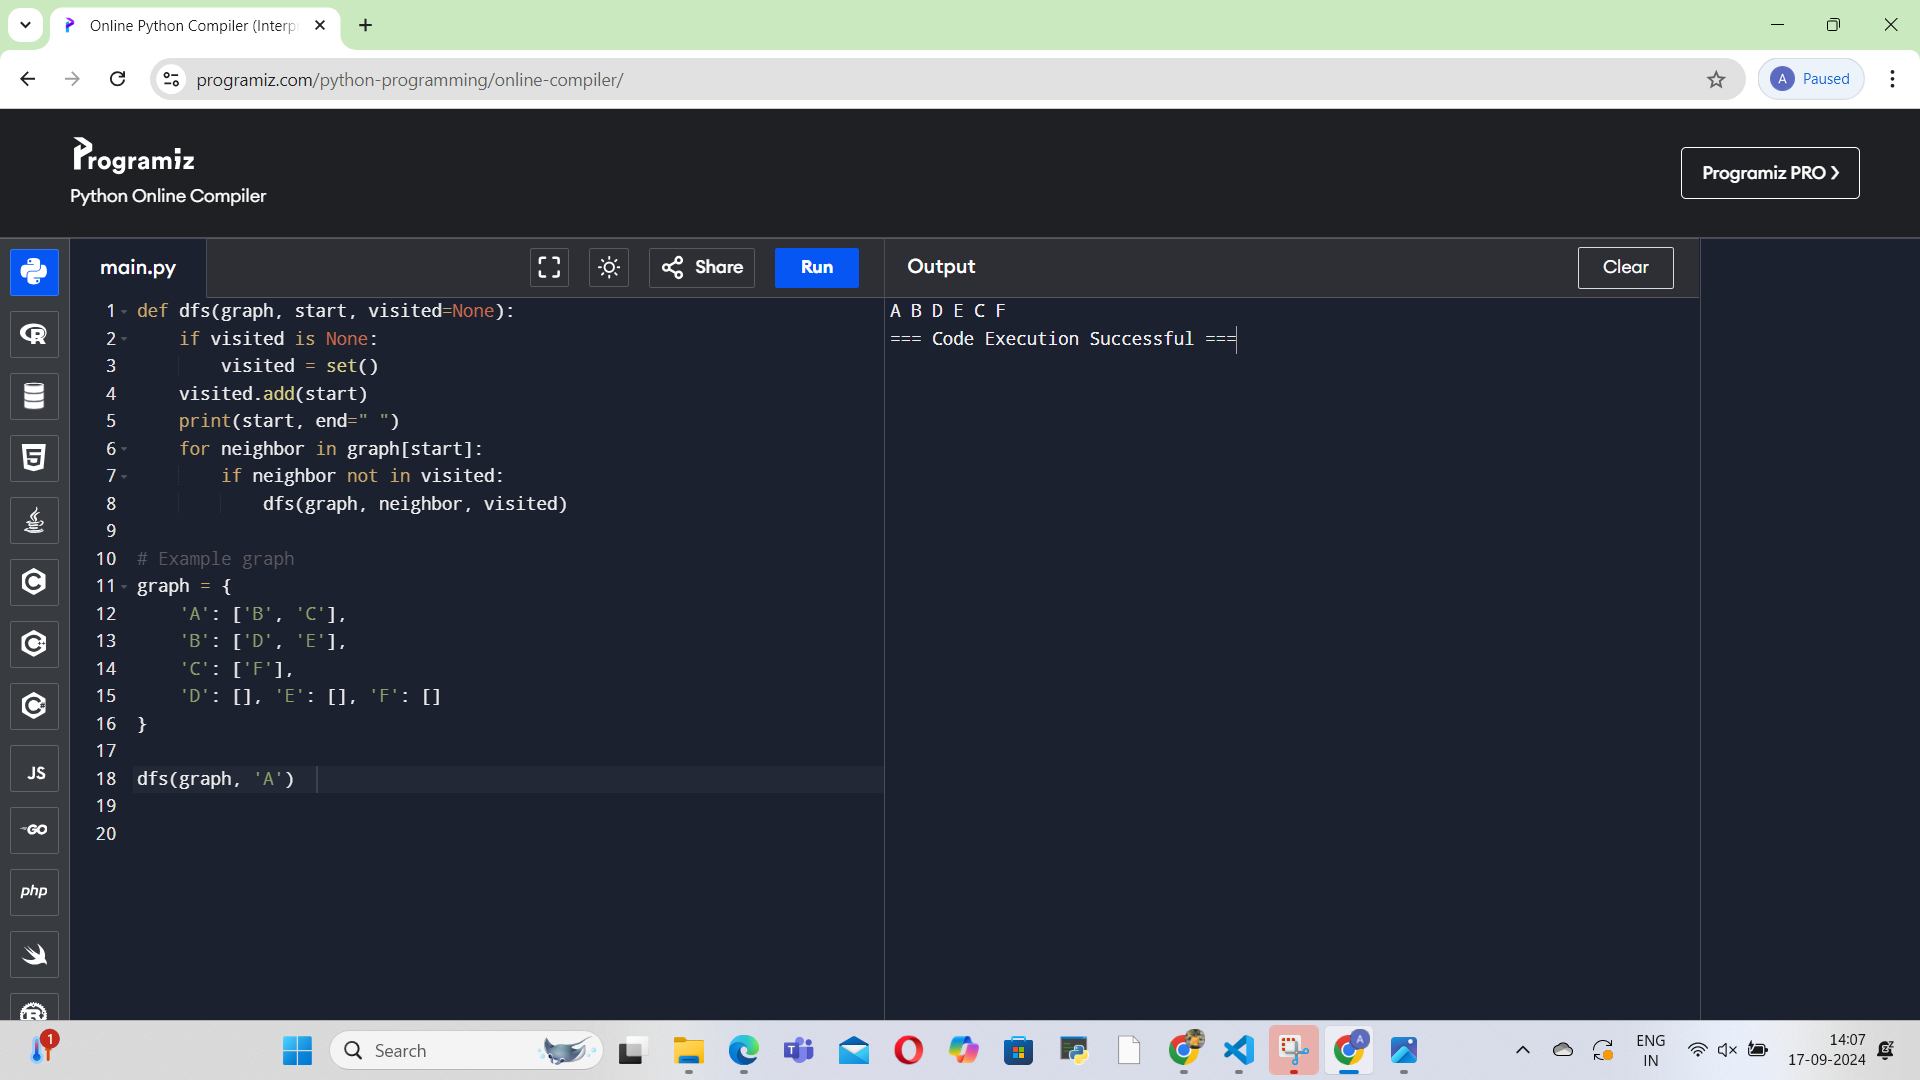 Online Python Compiler (Interp
programiz.com/python-programming/online-compiler/
A Paused
Programiz
Python Online Compiler
Programiz PRO
main.py
Share
Run
Output
Clear
1 def dfs(graph, start, visited=None):
2     if visited is None:
3         visited = set()
4     visited.add(start)
5     print(start, end=" ")
6     for neighbor in graph[start]:
7         if neighbor not in visited:
8             dfs(graph, neighbor, visited)
9
10 # Example graph
11 graph = {
12     'A': ['B', 'C'],
13     'B': ['D', 'E'],
14     'C': ['F'],
15     'D': [], 'E': [], 'F': []
16 }
17
18 dfs(graph, 'A')
19
20
A B D E C F
=== Code Execution Successful ===
R
5
C
C
C
JS
GO
php
R
1
Search
T
A
ENG
IN
14:07
17-09-2024